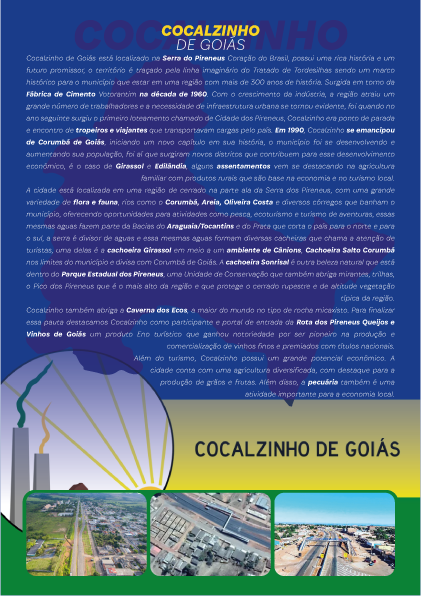 COCALZINHO
COCALZINHO
DE GOIÁS
Cocalzinho de Goiás está localizado na Serra do Pireneus Coração do Brasil, possui uma rica história e um
futuro promissor, o território é traçado pela linha imaginário do Tratado de Tordesilhas sendo um marco
histórico para o município que estar em uma região com mais de 300 anos de história. Surgida em torno da
Fábrica de Cimento Votorantim na década de 1960. Com o crescimento da indústria, a região atraiu um
grande número de trabalhadores e a necessidade de infraestrutura urbana se tornou evidente, foi quando no
ano seguinte surgiu o primeiro loteamento chamado de Cidade dos Pireneus, Cocalzinho era ponto de parada
e encontro de tropeiros e viajantes que transportavam cargas pelo país. Em 1990, Cocalzinho se emancipou
de Corumbá de Goiás, iniciando um novo capítulo em sua história, o município foi se desenvolvendo e
aumentando sua população, foi aí que surgiram novos distritos que contribuem para esse desenvolvimento
econômico, é o caso de Girassol e Edilândia, alguns assentamentos vem se destacando na agricultura
familiar com produtos rurais que são base na economia e no turismo local.
A cidade está localizada em uma região de cerrado na parte ala da Serra dos Pireneus, com uma grande
variedade de flora e fauna, rios como o Corumbá, Areia, Oliveira Costa e diversos córregos que banham o
município, oferecendo oportunidades para atividades como pesca, ecoturismo e turismo de aventuras, essas
mesmas águas fazem parte da Bacias do Araguaia/Tocantins e do Prata que corta o país para o norte e para
o sul, a serra é divisor de aguas e essa mesmas águas formam diversas cachoeiras que chama a atenção de
turistas, uma delas é a cachoeira Girassol em meio a um ambiente de Cânions, Cachoeira Salto Corumbá
nos limites do município e divisa com Corumbá de Goiás. A cachoeira Sonrisal é outra beleza natural que está
dentro do Parque Estadual dos Pireneus, uma Unidade de Conservação que também abriga mirantes, trilhas,
o Pico dos Pireneus que é o mais alto da região e que protege o cerrado rupestre e de altitude vegetação
típica da região.
Cocalzinho também abriga a Caverna dos Ecos, a maior do mundo no tipo de rocha micaxisto. Para finalizar
essa pauta destacamos Cocalzinho como participante e portal de entrada da Rota dos Pireneus Queijos e
Vinhos de Goiás um produto Eno turístico que ganhou notoriedade por ser pioneiro na produção e
comercialização de vinhos finos e premiados com títulos nacionais.
Além do turismo, Cocalzinho possui um grande potencial econômico. A
cidade conta com uma agricultura diversificada, com destaque para a
produção de grãos e frutas. Além disso, a pecuária também é uma
atividade importante para a economia local.
COCALZINHO DE GOIÁS